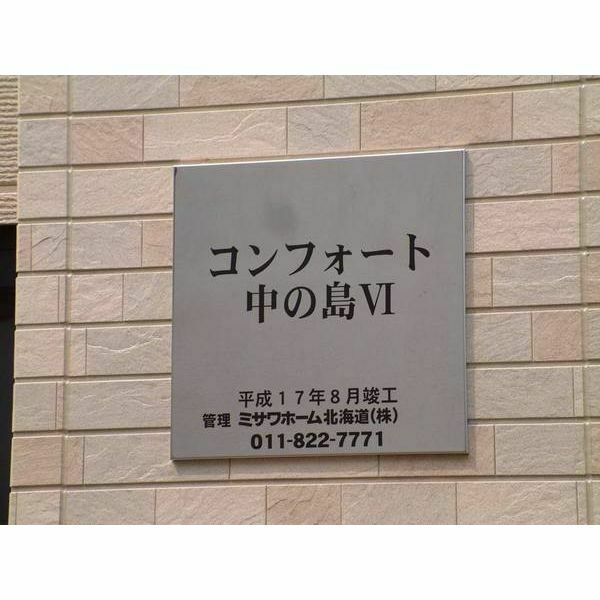 コンフォート
中の島Ⅵ
平成17年8月竣工
管理 ミサワホーム北海道(株)
011-822-7771